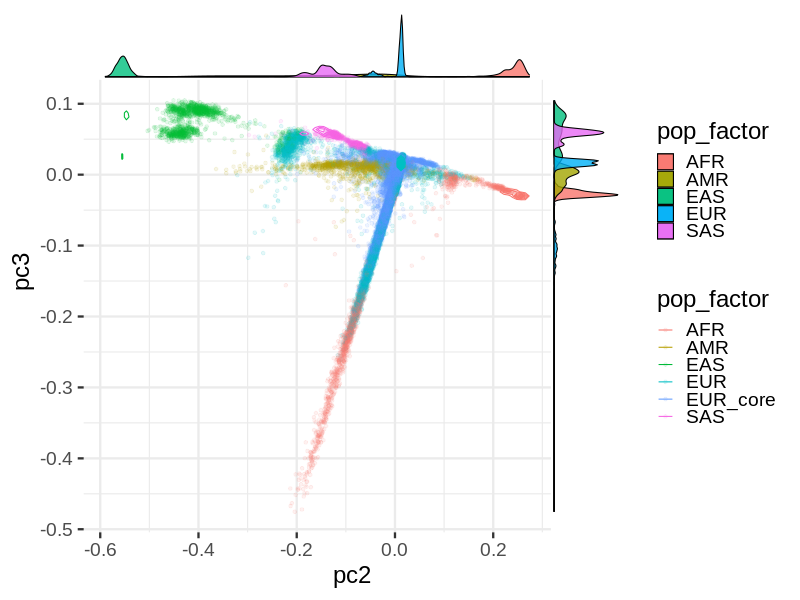 0.1
0.0
-0.1
-0.2
-0.3
-0.4
-0.5
pc3
-0.6 -0.4 -0.2 0.0 0.2
pc2
pop_factor
AFR
AMR
EAS
EUR
SAS
pop_factor
AFR
AMR
EAS
EUR
EUR_core
SAS